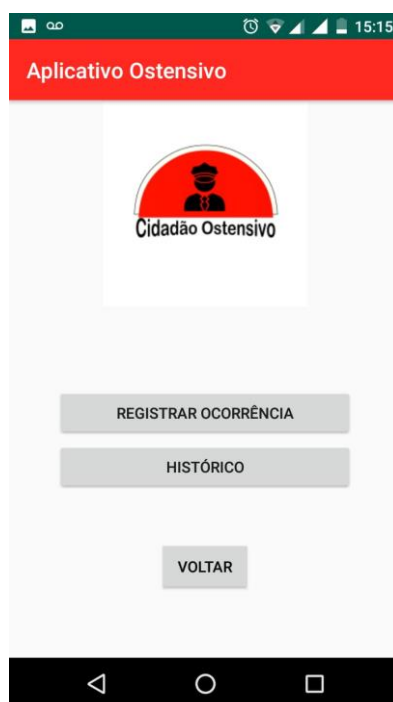 15:15
Aplicativo Ostensivo
Cidadão Ostensivo
REGISTRAR OCORRÊNCIA
HISTÓRICO
VOLTAR